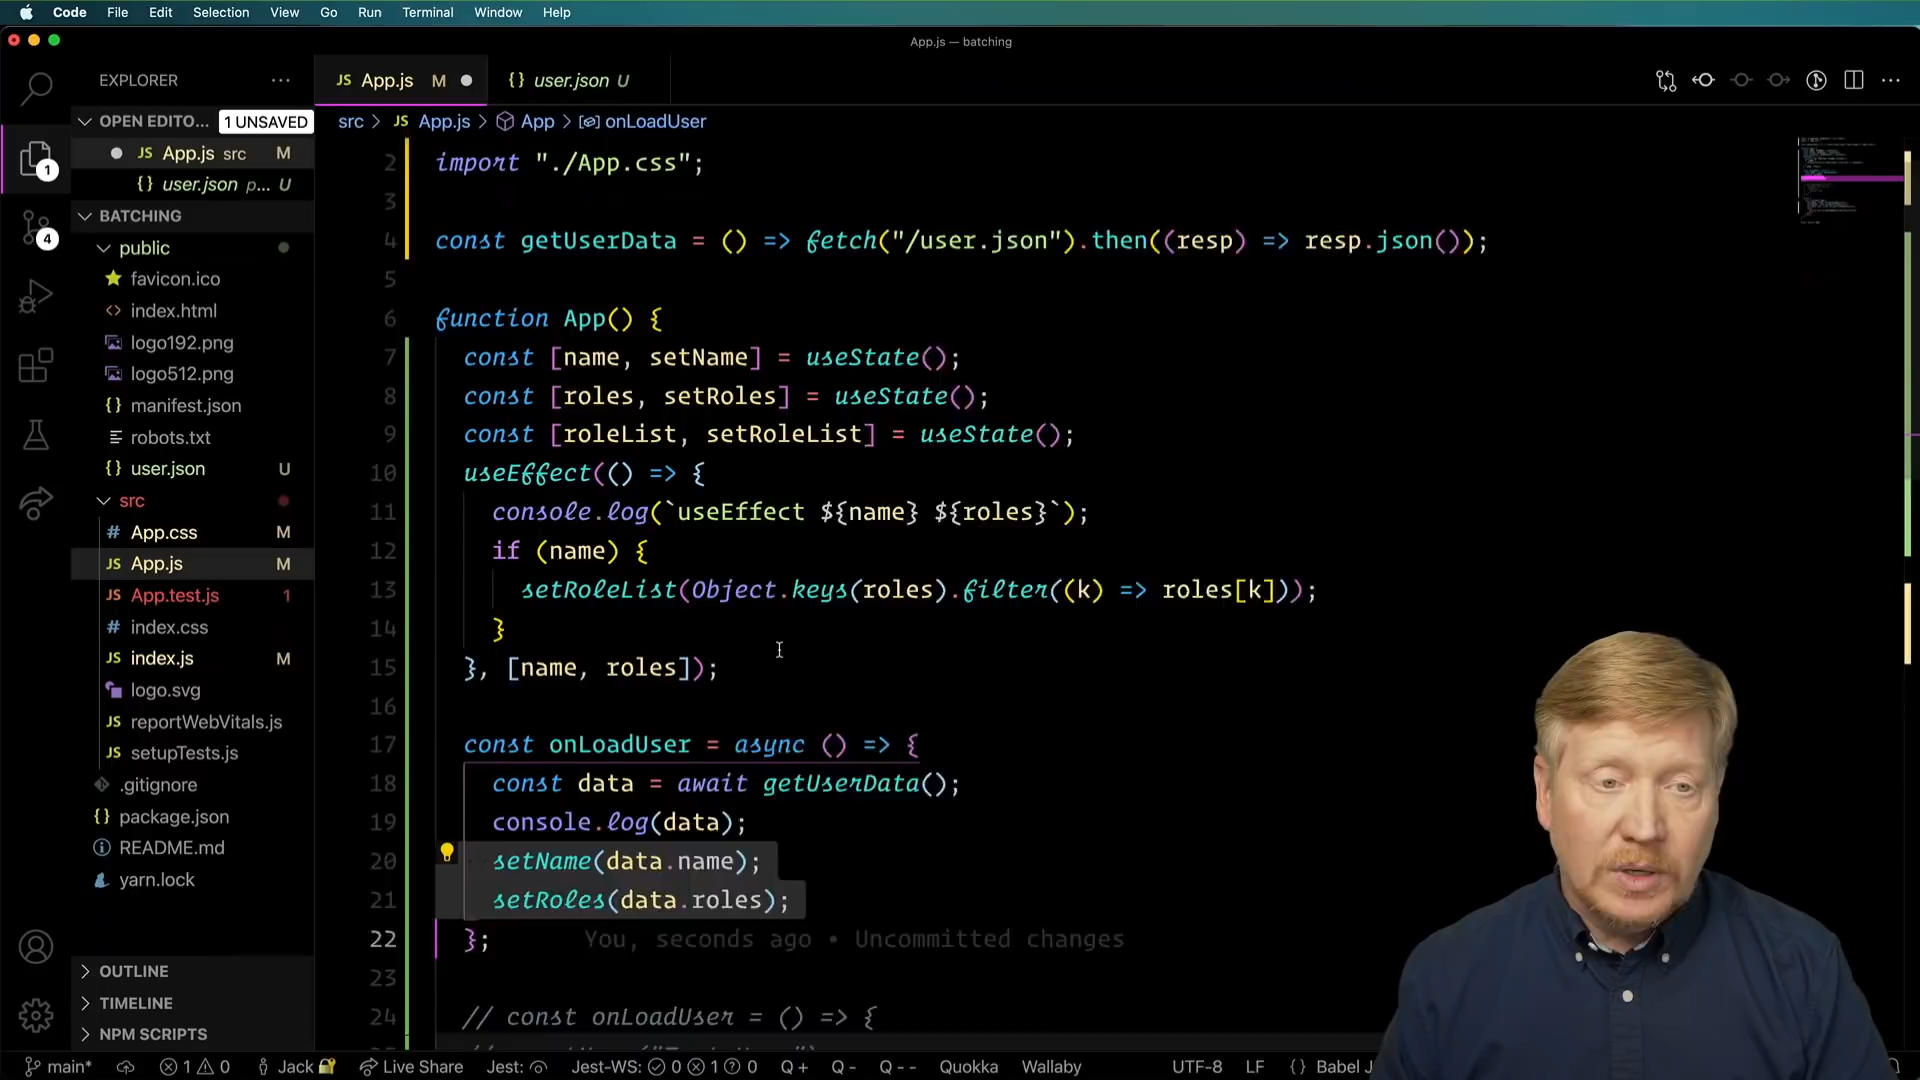 Code File Edit Selection View Go Run Terminal Window Help
App.js — batching
EXPLORER
OPEN EDITO... 1 UNSAVED
JS App.js src M
{} user.json p... U
BATCHING
public
favicon.ico
<> index.html
logo192.png
logo512.png
{} manifest.json
robots.txt
{} user.json U
src
# App.css M
JS App.js M
JS App.test.js 1
# index.css
JS index.js M
logo.svg
JS reportWebVitals.js
JS setupTests.js
.gitignore
{} package.json
README.md
yarn.lock
OUTLINE
TIMELINE
NPM SCRIPTS
1
4
JS App.js M
{} user.json U
src > JS App.js > App > onLoadUser
2 import "./App.css";
3
4 const getUserData = () => fetch("/user.json").then((resp) => resp.json());
5
6 function App() {
7 const [name, setName] = useState();
8 const [roles, setRoles] = useState();
9 const [roleList, setRoleList] = useState();
10 useEffect(() => {
11 console.log(`useEffect ${name} ${roles}`);
12 if (name) {
13 setRoleList(Object.keys(roles).filter((k) => roles[k]));
14 }
15 }, [name, roles]);
16
17 const onLoadUser = async () => {
18 const data = await getUserData();
19 console.log(data);
20 setName(data.name);
21 setRoles(data.roles);
22 }; You, seconds ago • Uncommitted changes
23
24 // const onLoadUser = () => {
main* 1 0 Jack Live Share Jest: Jest-WS: 0 1 0 Q + Q - Q -- Quokka Wallaby UTF-8 LF {} Babel J